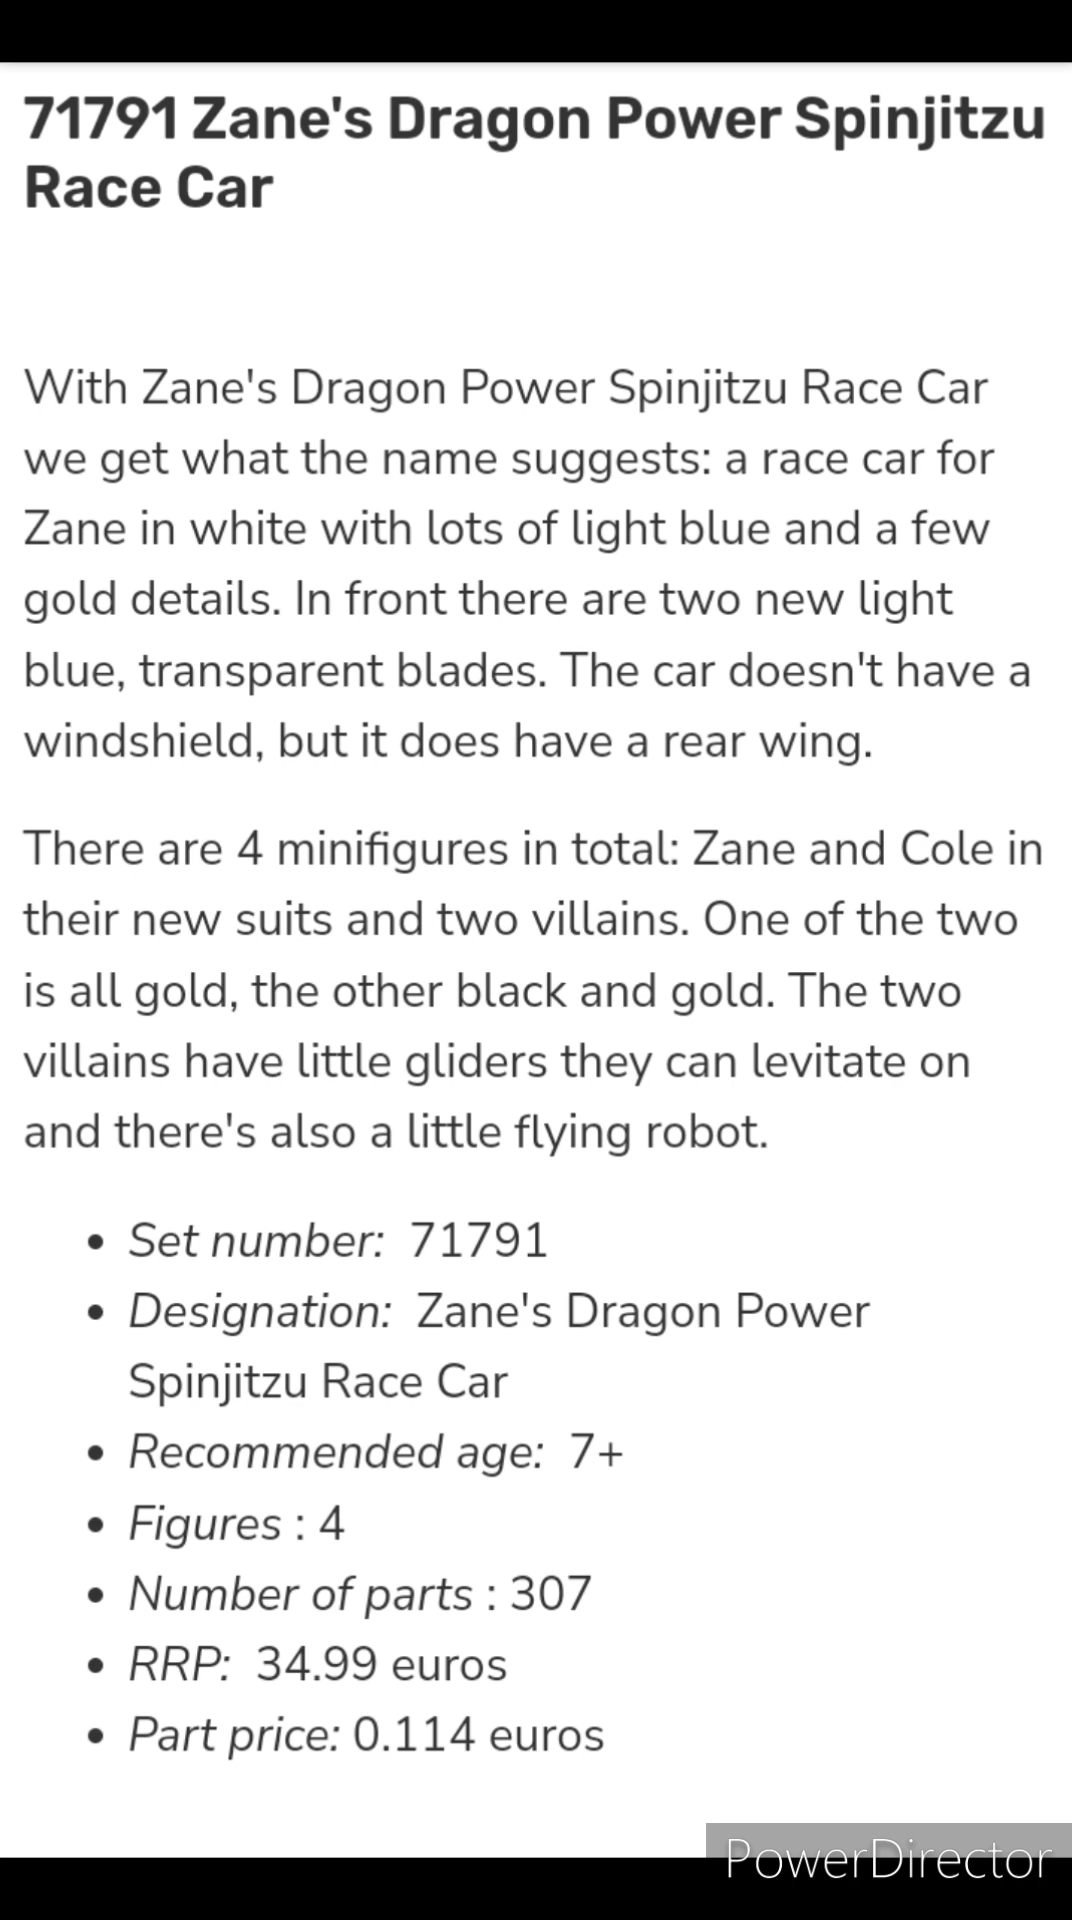 71791 Zane's Dragon Power Spinjitzu
Race Car
With Zane's Dragon Power Spinjitzu Race Car
we get what the name suggests: a race car for
Zane in white with lots of light blue and a few
gold details. In front there are two new light
blue, transparent blades. The car doesn't have a
windshield, but it does have a rear wing.
There are 4 minifigures in total: Zane and Cole in
their new suits and two villains. One of the two
is all gold, the other black and gold. The two
villains have little gliders they can levitate on
and there's also a little flying robot.
• Set number: 71791
• Designation: Zane's Dragon Power
Spinjitzu Race Car
• Recommended age: 7+
• Figures : 4
• Number of parts : 307
• RRP: 34.99 euros
• Part price: 0.114 euros
PowerDirector